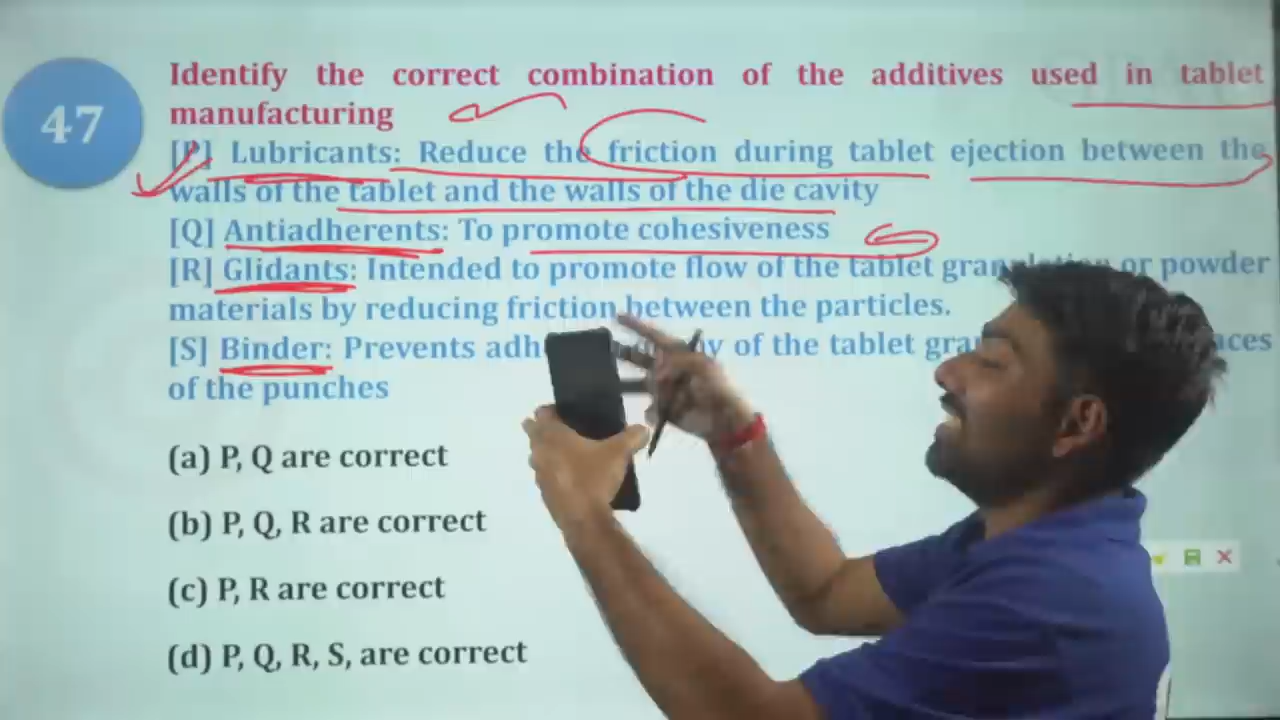 47
Identify the correct combination of the additives used in tablet
manufacturing
[P] Lubricants: Reduce the friction during tablet ejection between the
walls of the tablet and the walls of the die cavity
[Q] Antiadherents: To promote cohesiveness
[R] Glidants: Intended to promote flow of the tablet or powder
materials by reducing friction between the particles.
[S] Binder: Prevents of the tablet
of the punches
(a) P, Q are correct
(b) P, Q, R are correct
(c) P, R are correct
(d) P, Q, R, S, are correct